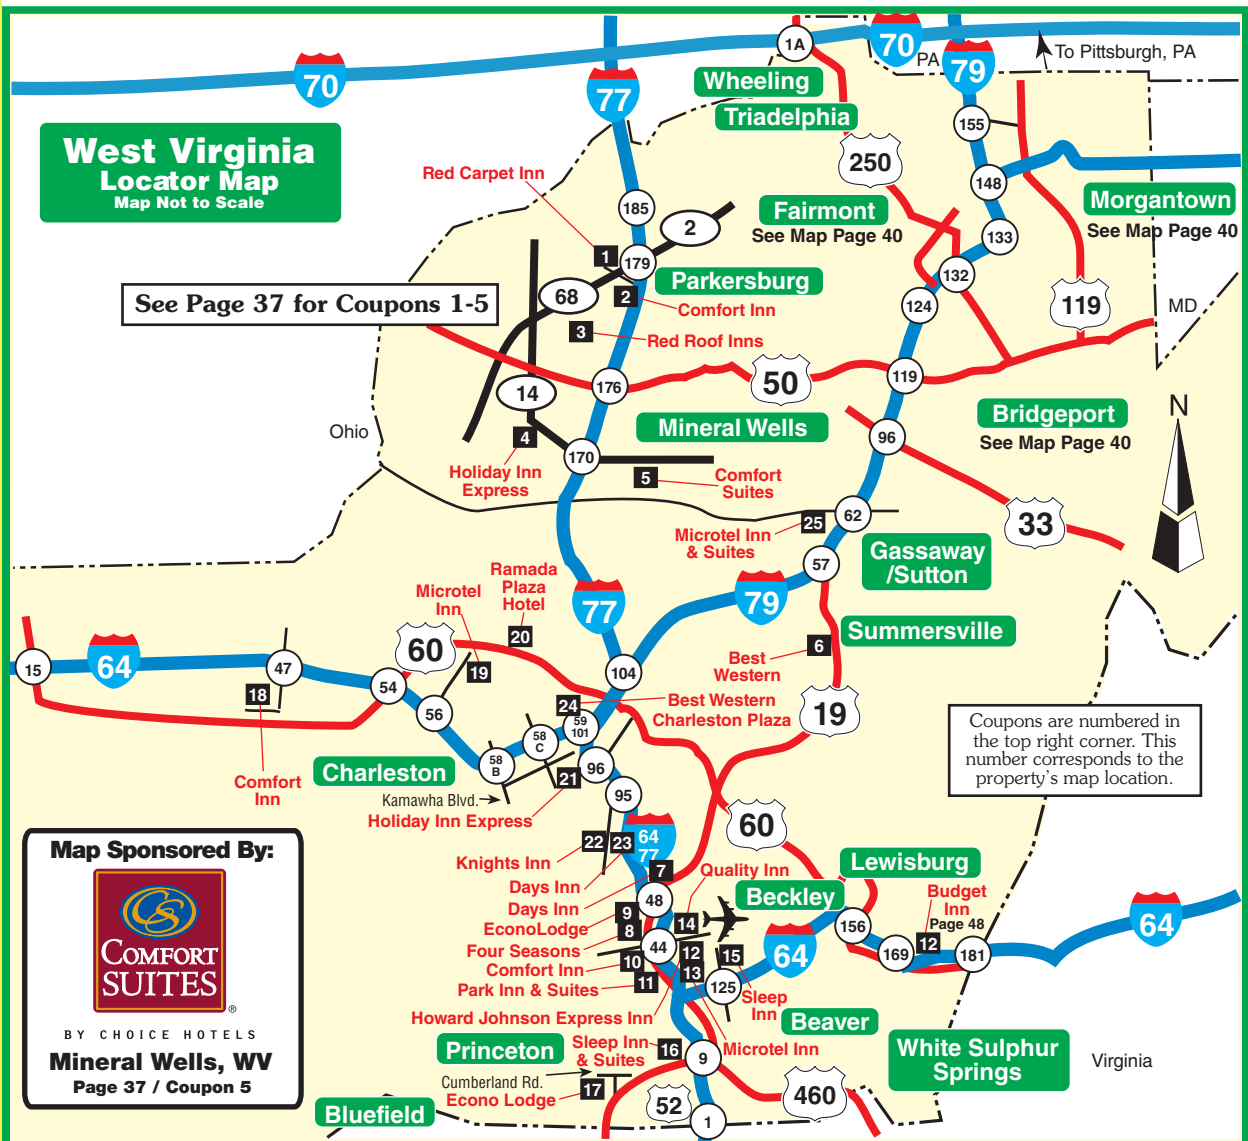 1A
70
PA
79
To Pittsburgh, PA
70
77
Wheeling
Triadelphia
155
West Virginia
Locator Map
Map Not to Scale
250
148
Red Carpet Inn
185
2
Fairmont
See Map Page 40
Morgantown
See Map Page 40
133
1
179
132
Parkersburg
68
2
Comfort Inn
See Page 37 for Coupons 1-5
124
119
MD
3
Red Roof Inns
50
119
176
14
N
Bridgeport
See Map Page 40
Ohio
4
Mineral Wells
96
170
Holiday Inn
Express
5
Comfort
Suites
62
25
33
Microtel Inn
& Suites
Gassaway
/Sutton
57
Ramada
Plaza
Hotel
Microtel
Inn
77
79
20
60
Summersville
6
Best
Western
15
64
47
19
104
54
18
56
24
Best Western
Charleston Plaza
19
59
101
58
C
58
B
Coupons are numbered in
the top right corner. This
number corresponds to the
property's map location.
Charleston
Comfort
Inn
96
21
Kamawha Blvd.
Holiday Inn Express
95
60
22
23
64
77
Map Sponsored By:
COMFORT
SUITES
®
BY CHOICE HOTELS
Mineral Wells, WV
Page 37 / Coupon 5
Knights Inn
7
Quality Inn
Lewisburg
Days Inn
Days Inn
48
Beckley
Budget
Inn
Page 48
64
9
EconoLodge
8
14
156
Four Seasons
44
12
15
64
169
12
181
10
Comfort Inn
13
11
Park Inn & Suites
125
Sleep
Inn
Howard Johnson Express Inn
Beaver
Princeton
Sleep Inn
& Suites
16
9
Microtel Inn
White Sulphur
Springs
Virginia
Cumberland Rd.
17
Econo Lodge
460
52
Bluefield
1